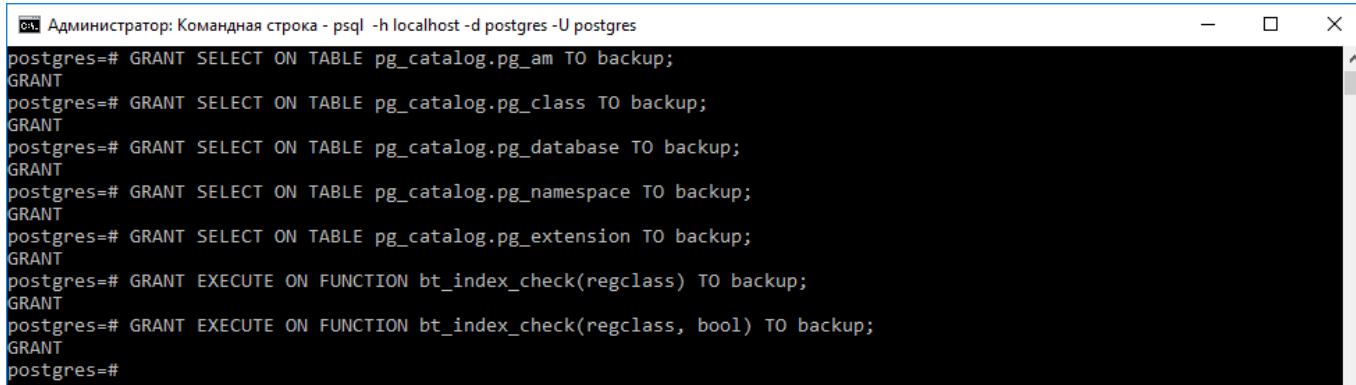 Администратор: Командная строка - psql -h localhost -d postgres -U postgres
postgres=# GRANT SELECT ON TABLE pg_catalog.pg_am TO backup;
GRANT
postgres=# GRANT SELECT ON TABLE pg_catalog.pg_class TO backup;
GRANT
postgres=# GRANT SELECT ON TABLE pg_catalog.pg_database TO backup;
GRANT
postgres=# GRANT SELECT ON TABLE pg_catalog.pg_namespace TO backup;
GRANT
postgres=# GRANT SELECT ON TABLE pg_catalog.pg_extension TO backup;
GRANT
postgres=# GRANT EXECUTE ON FUNCTION bt_index_check(regclass) TO backup;
GRANT
postgres=# GRANT EXECUTE ON FUNCTION bt_index_check(regclass, bool) TO backup;
GRANT
postgres=#